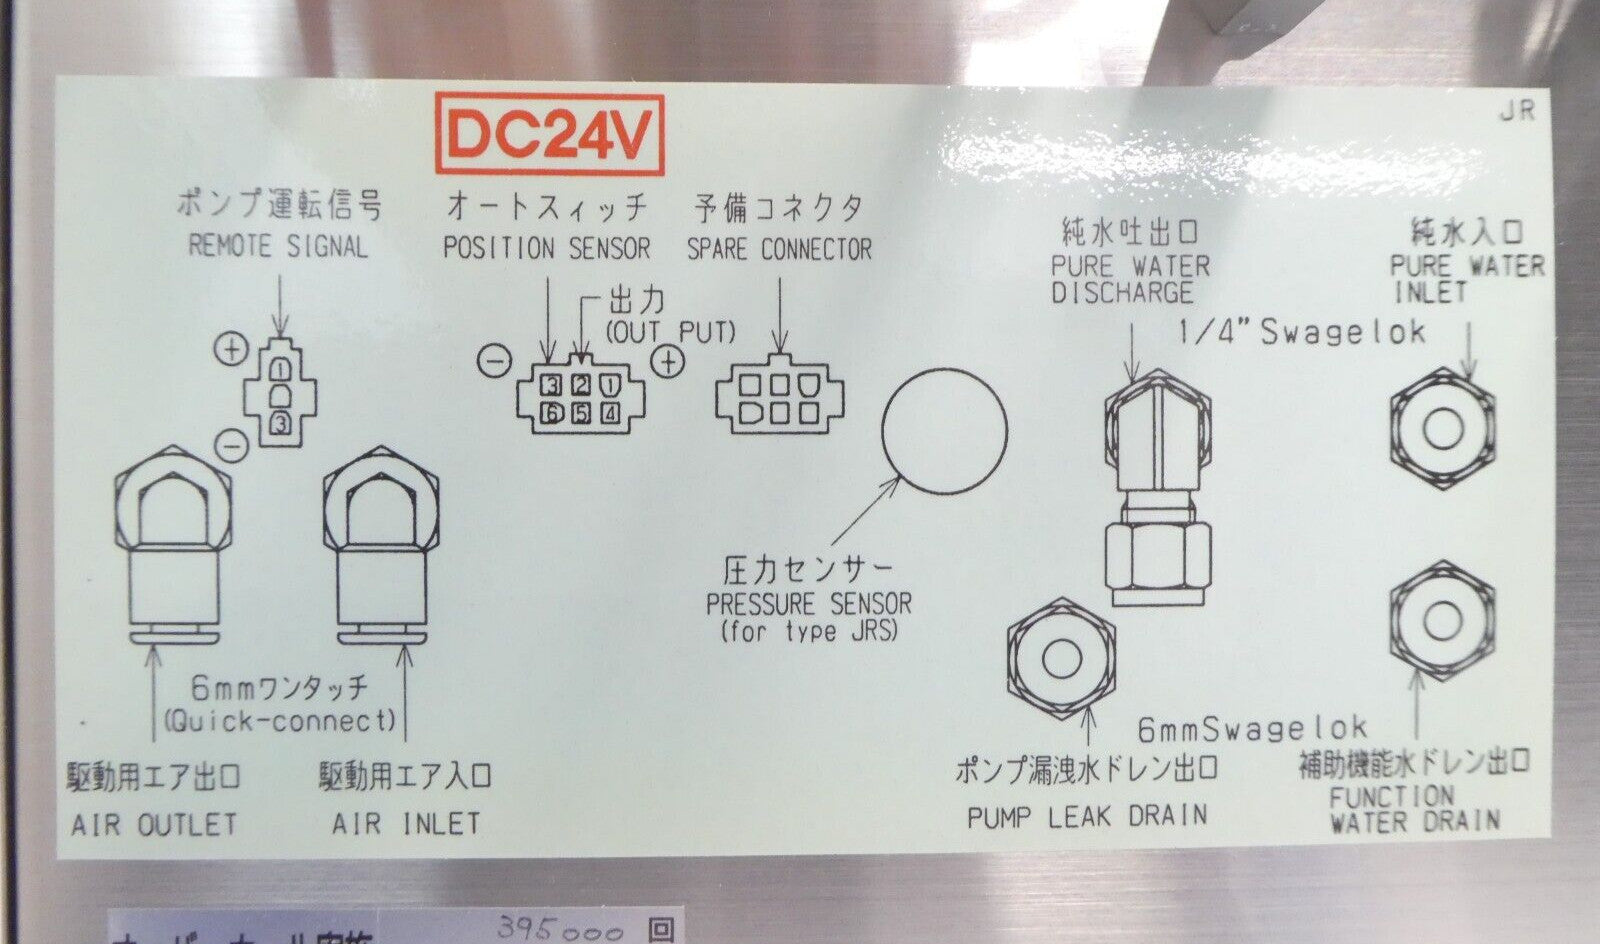 JR
DC24V
ポンプ運転信号
REMOTE SIGNAL
オートスィッチ
POSITION SENSOR
予備コネクタ
SPARE CONNECTOR
純水吐出口
PURE WATER
DISCHARGE
純水入口
PURE WATER
INLET
出力
(OUT PUT)
1/4" Swagelok
+
1
3
−
−
3 2 1
6 5 4
+
圧力センサー
PRESSURE SENSOR
(for type JRS)
6mmワンタッチ
(Quick-connect)
6mmSwagelok
駆動用エア出口
AIR OUTLET
駆動用エア入口
AIR INLET
ポンプ漏洩水ドレン出口
PUMP LEAK DRAIN
補助機能水ドレン出口
FUNCTION
WATER DRAIN
395000 回